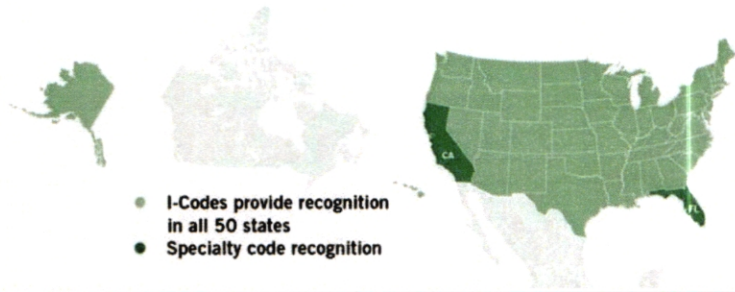 CA
FL
I-Codes provide recognition
in all 50 states
Specialty code recognition